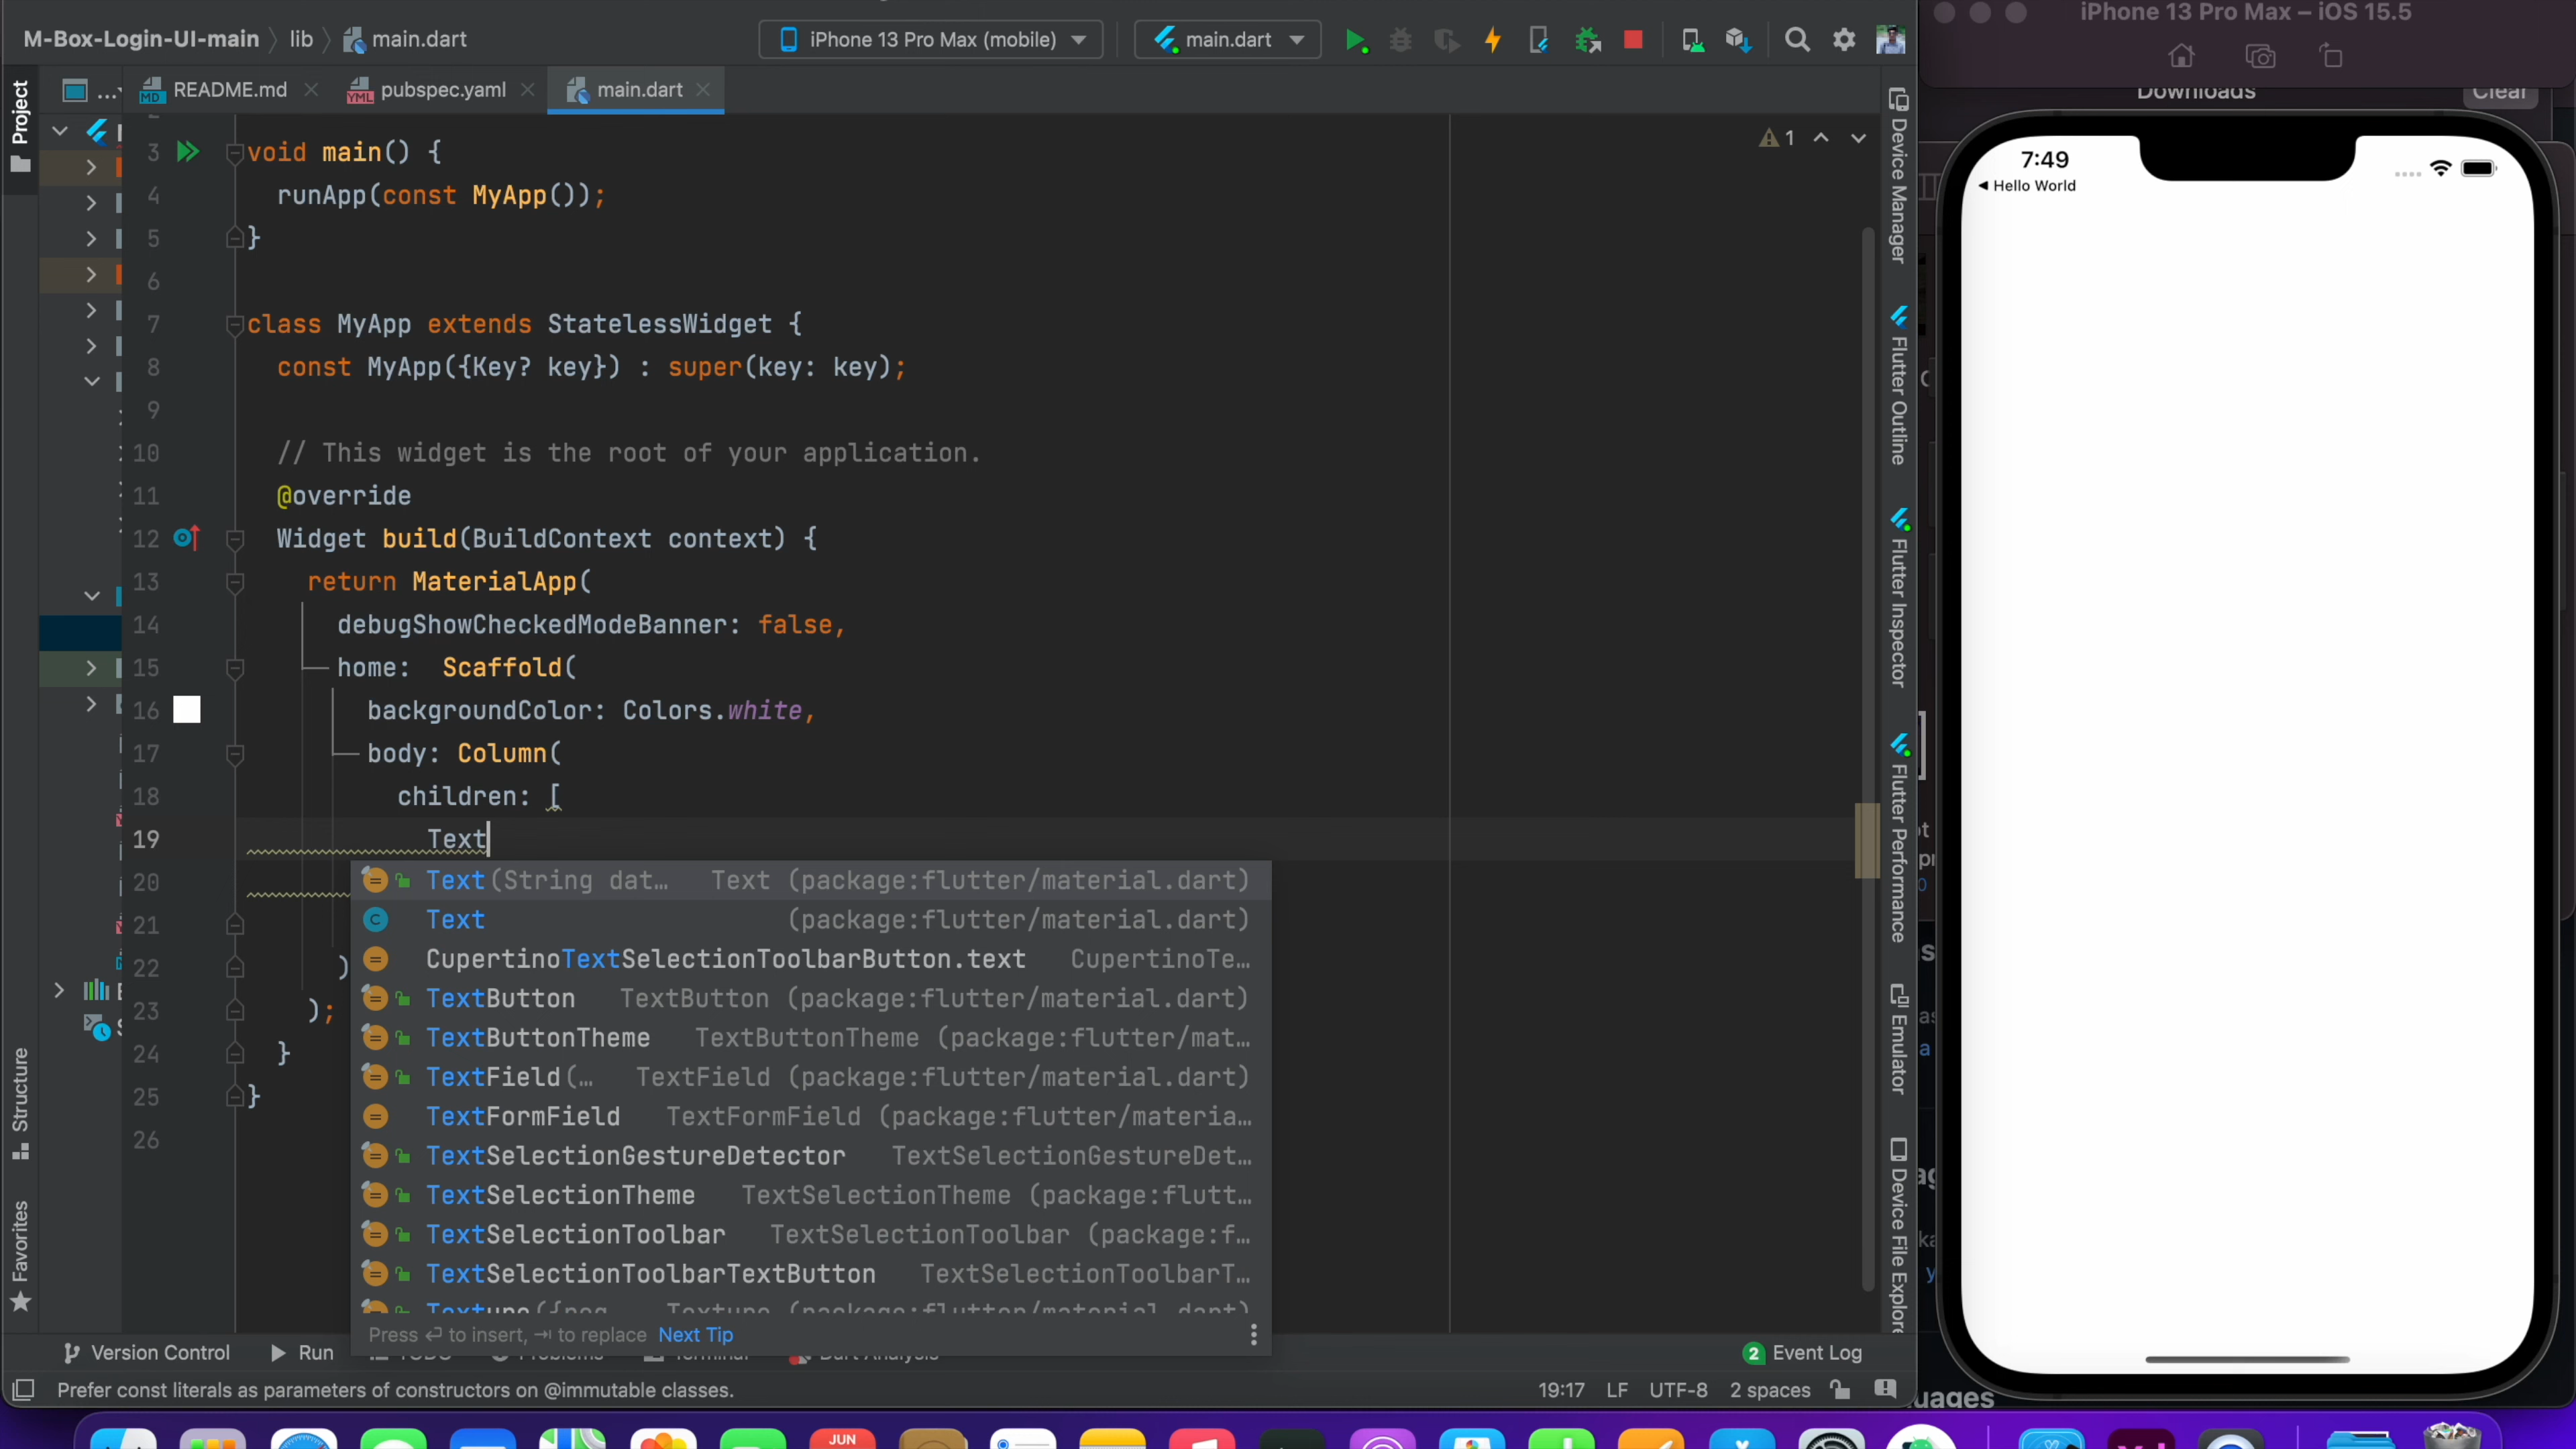 M-Box-Login-UI-main
lib
main.dart
iPhone 13 Pro Max (mobile)
main.dart
Project
...
README.md
pubspec.yaml
main.dart
1
3 void main() {
4 runApp(const MyApp());
5 }
6
7 class MyApp extends StatelessWidget {
8 const MyApp({Key? key}) : super(key: key);
9
10 // This widget is the root of your application.
11 @override
12 Widget build(BuildContext context) {
13 return MaterialApp(
14 debugShowCheckedModeBanner: false,
15 home: Scaffold(
16 backgroundColor: Colors.white,
17 body: Column(
18 children: [
19 Text
20
21
22 )
23 );
24 }
25 }
26
Text(String dat… Text (package:flutter/material.dart)
Text (package:flutter/material.dart)
CupertinoTextSelectionToolbarButton.text CupertinoTe…
TextButton TextButton (package:flutter/material.dart)
TextButtonTheme TextButtonTheme (package:flutter/mat…
TextField(… TextField (package:flutter/material.dart)
TextFormField TextFormField (package:flutter/materia…
TextSelectionGestureDetector TextSelectionGestureDet…
TextSelectionTheme TextSelectionTheme (package:flutt…
TextSelectionToolbar TextSelectionToolbar (package:f…
TextSelectionToolbarTextButton TextSelectionToolbarT…
Press ↵ to insert, ⇥ to replace Next Tip
Structure
Favorites
Device Manager
Flutter Outline
Flutter Inspector
Flutter Performance
Emulator
Device File Explore
Version Control
Run
2 Event Log
Prefer const literals as parameters of constructors on @immutable classes.
19:17 LF UTF-8 2 spaces
iPhone 13 Pro Max – iOS 15.5
Downloads
Clear
7:49
◀ Hello World
uages
JUN